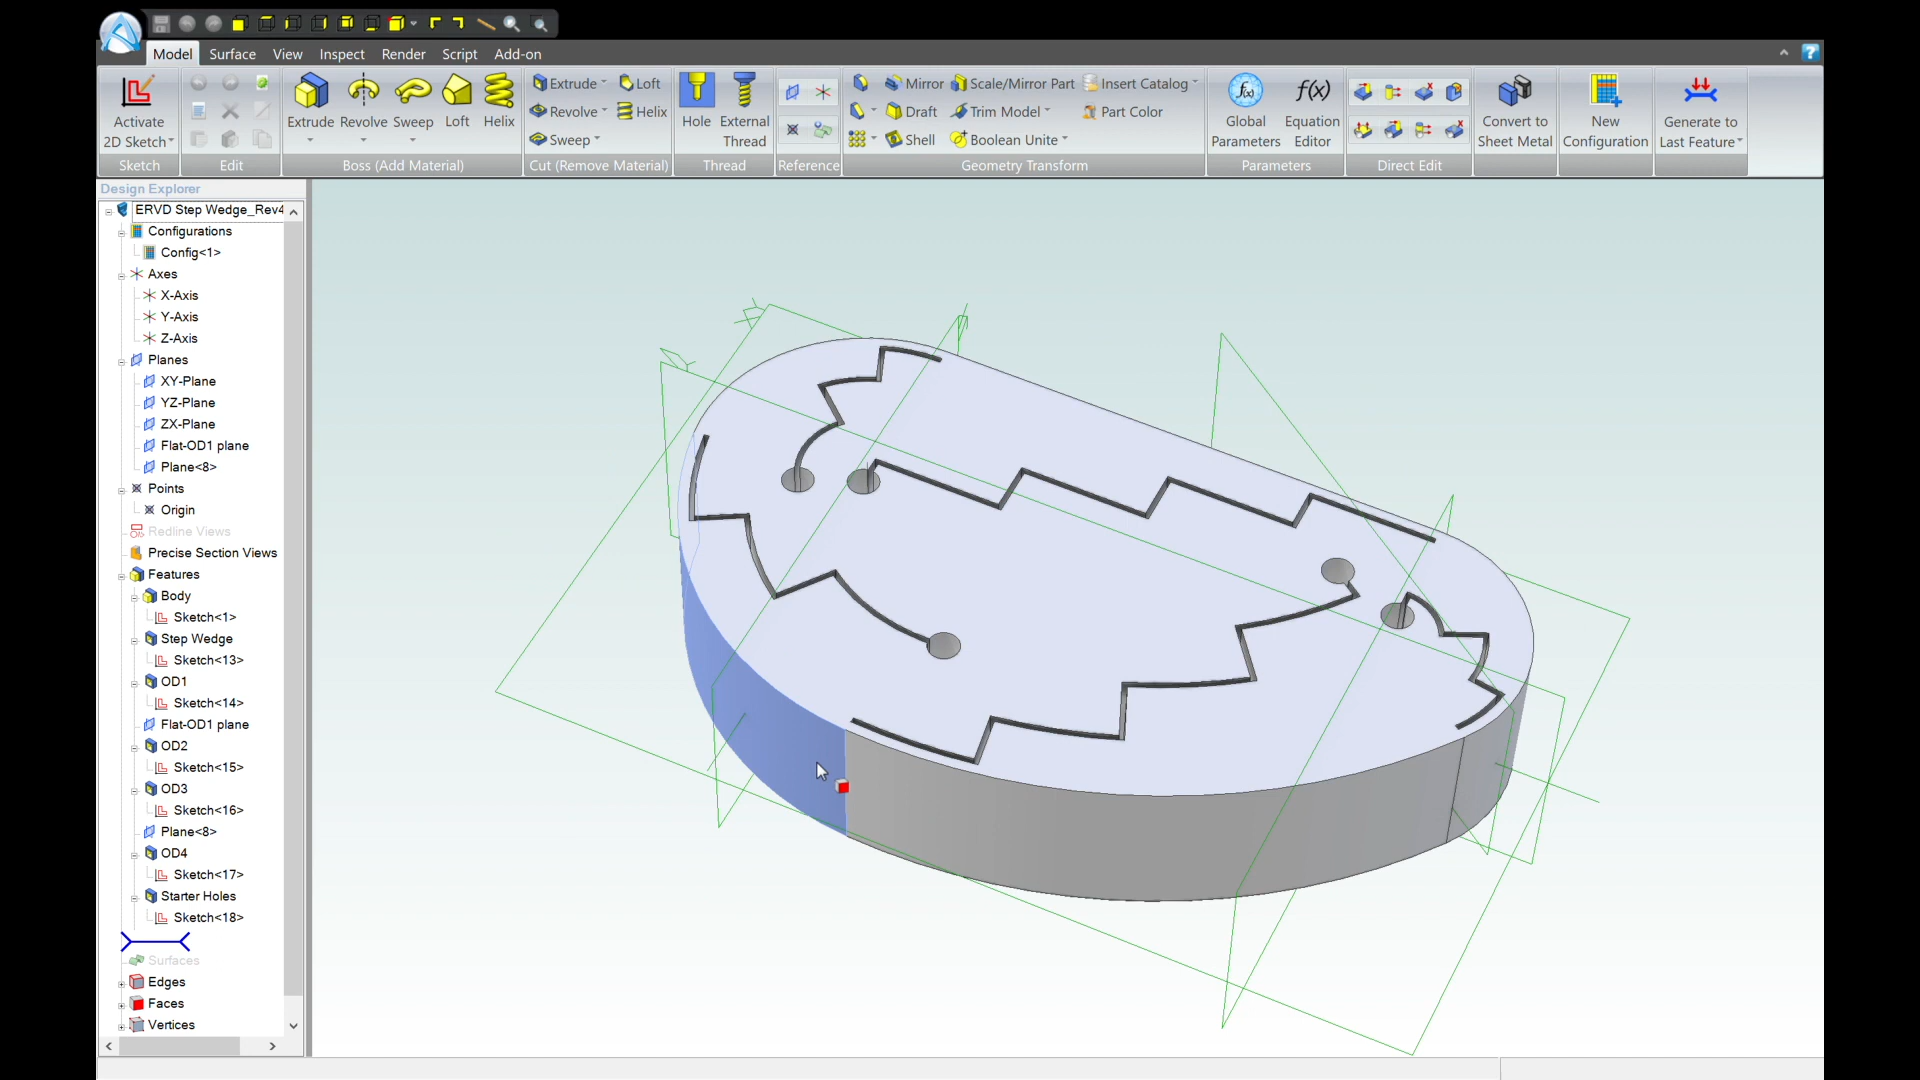 Model Surface View Inspect Render Script Add-on
Activate
2D Sketch
Sketch
Edit
Extrude Revolve Sweep Loft Helix
Boss (Add Material)
Extrude Loft
Revolve Helix
Sweep
Cut (Remove Material)
Hole External
Thread
Thread
Reference
Mirror Scale/Mirror Part Insert Catalog
Draft Trim Model Part Color
Shell Boolean Unite
Geometry Transform
Global
Parameters
Equation
Editor
Parameters
Direct Edit
Convert to
Sheet Metal
New
Configuration
Generate to
Last Feature
Design Explorer
ERVD Step Wedge_Rev4
Configurations
Config<1>
Axes
X-Axis
Y-Axis
Z-Axis
Planes
XY-Plane
YZ-Plane
ZX-Plane
Flat-OD1 plane
Plane<8>
Points
Origin
Redline Views
Precise Section Views
Features
Body
Sketch<1>
Step Wedge
Sketch<13>
OD1
Sketch<14>
Flat-OD1 plane
OD2
Sketch<15>
OD3
Sketch<16>
Plane<8>
OD4
Sketch<17>
Starter Holes
Sketch<18>
Surfaces
Edges
Faces
Vertices